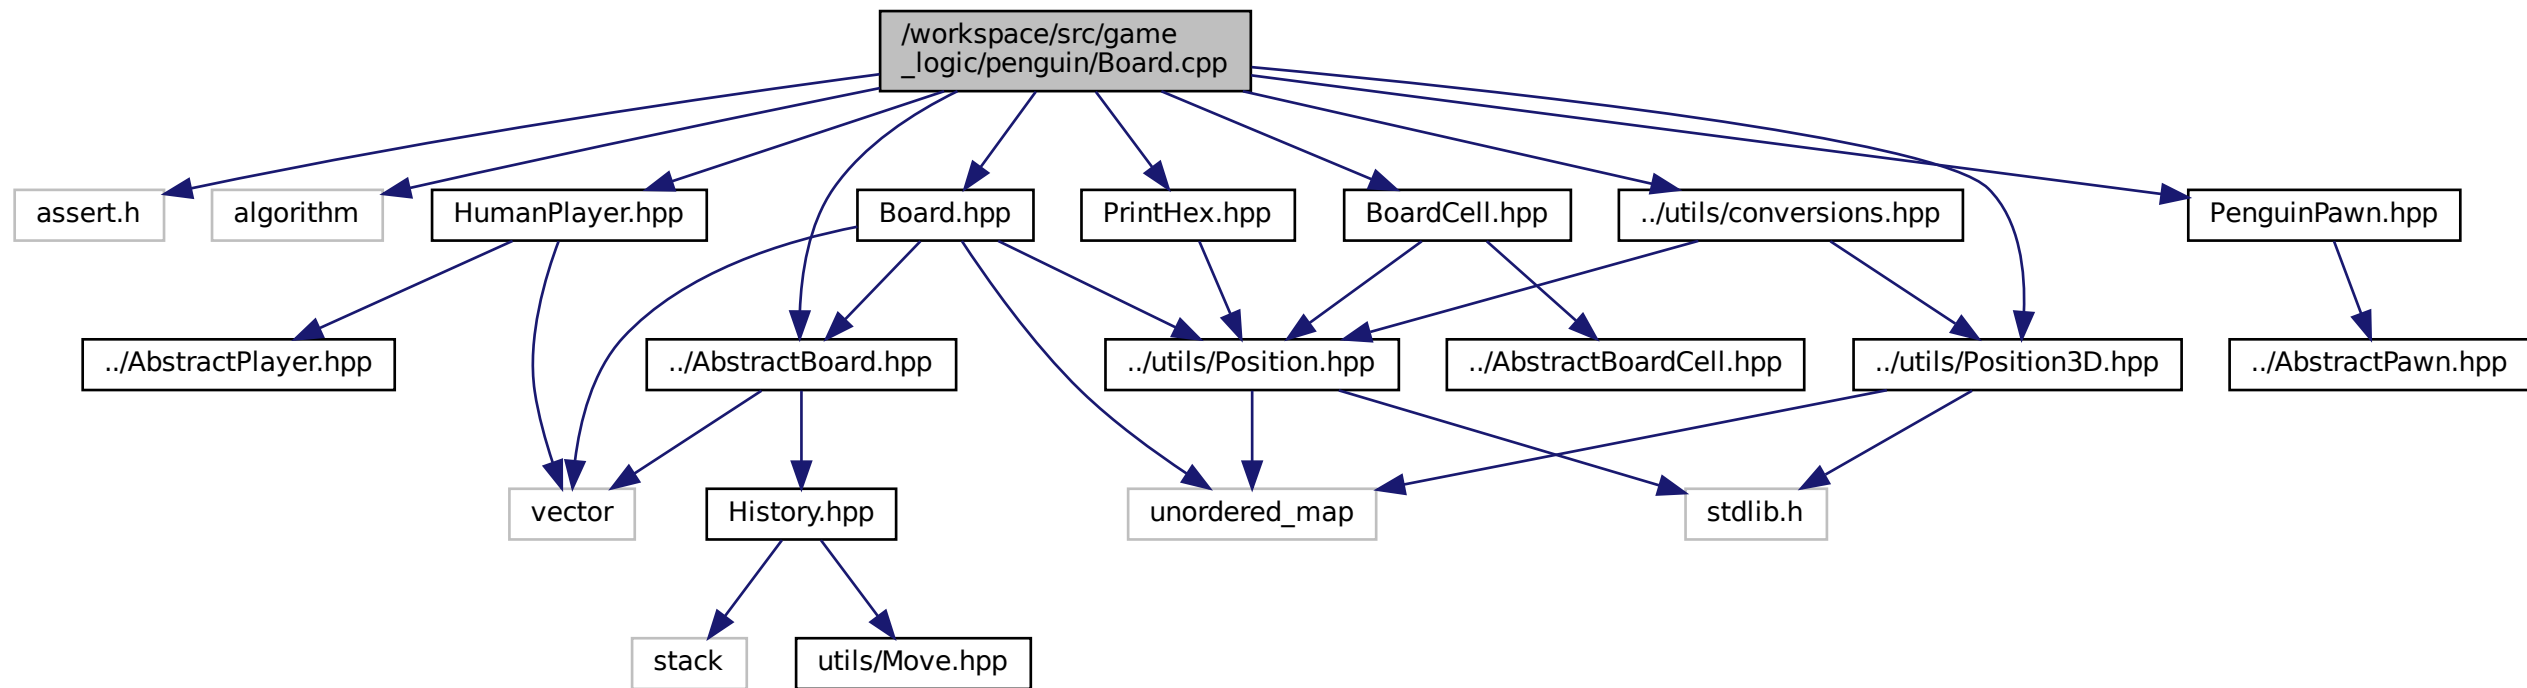 /workspace/src/game
_logic/penguin/Board.cpp
assert.h
algorithm
HumanPlayer.hpp
Board.hpp
PrintHex.hpp
BoardCell.hpp
../utils/conversions.hpp
PenguinPawn.hpp
../AbstractPlayer.hpp
../AbstractBoard.hpp
../utils/Position.hpp
../AbstractBoardCell.hpp
../utils/Position3D.hpp
../AbstractPawn.hpp
vector
History.hpp
unordered_map
stdlib.h
stack
utils/Move.hpp